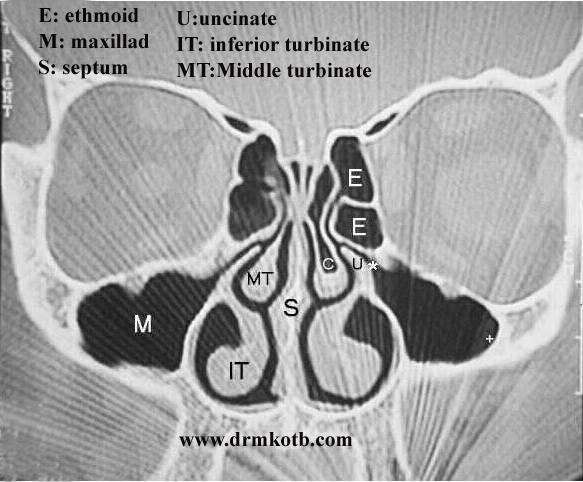 E: ethmoid
U:uncinate
M: maxillad
IT: inferior turbinate
S: septum
MT:Middle turbinate
RIGHT
E
E
MT
C
U
*
S
M
+
IT
www.drmkotb.com